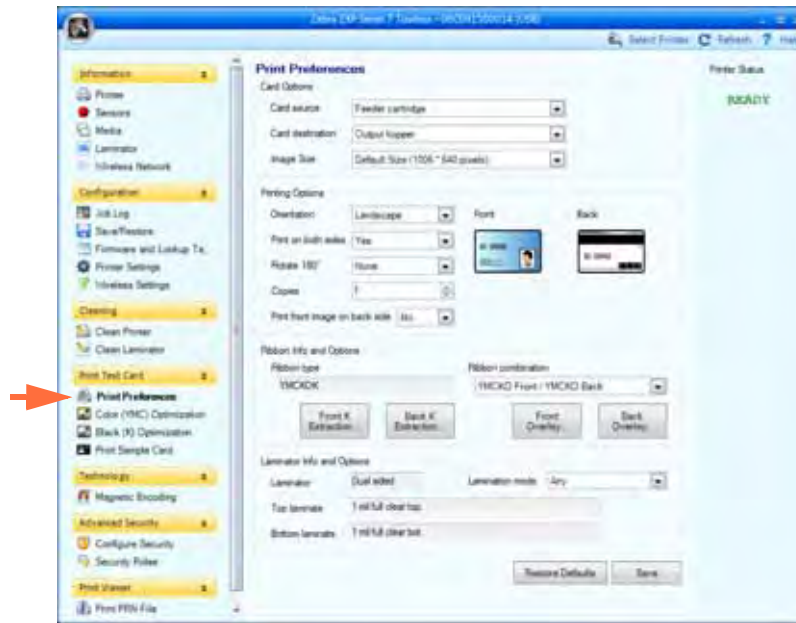 Zebra ZXP Series 7 Toolbox - 06C081500014 (USB)
Select Printer Refresh Help
Information
Printer
Sensors
Media
Laminator
Wireless Network
Configuration
Job Log
Save/Restore
Firmware and Lookup Ta..
Printer Settings
Wireless Settings
Cleaning
Clean Printer
Clean Laminator
Print Test Card
Print Preferences
Color (YMC) Optimization
Black (K) Optimization
Print Sample Card
Technology
Magnetic Encoding
Advanced Security
Configure Security
Security Roles
Print Viewer
Print PRN File
Print Preferences
Card Options
Card source Feeder cartridge
Card destination Output hopper
Image Size Default Size (1006 * 640 pixels)
Printing Options
Orientation Landscape Front Back
Print on both sides Yes
Rotate 180° None
Copies 1
Print front image on back side No
Ribbon Info and Options
Ribbon type Ribbon combination
YMCKOK YMCKO Front / YMCKO Back
Front K Extraction... Back K Extraction... Front Overlay... Back Overlay...
Laminator Info and Options
Laminator Dual sided Lamination mode Any
Top laminate 1 mil full clear top
Bottom laminate 1 mil full clear bot
Restore Defaults Save
Printer Status
READY